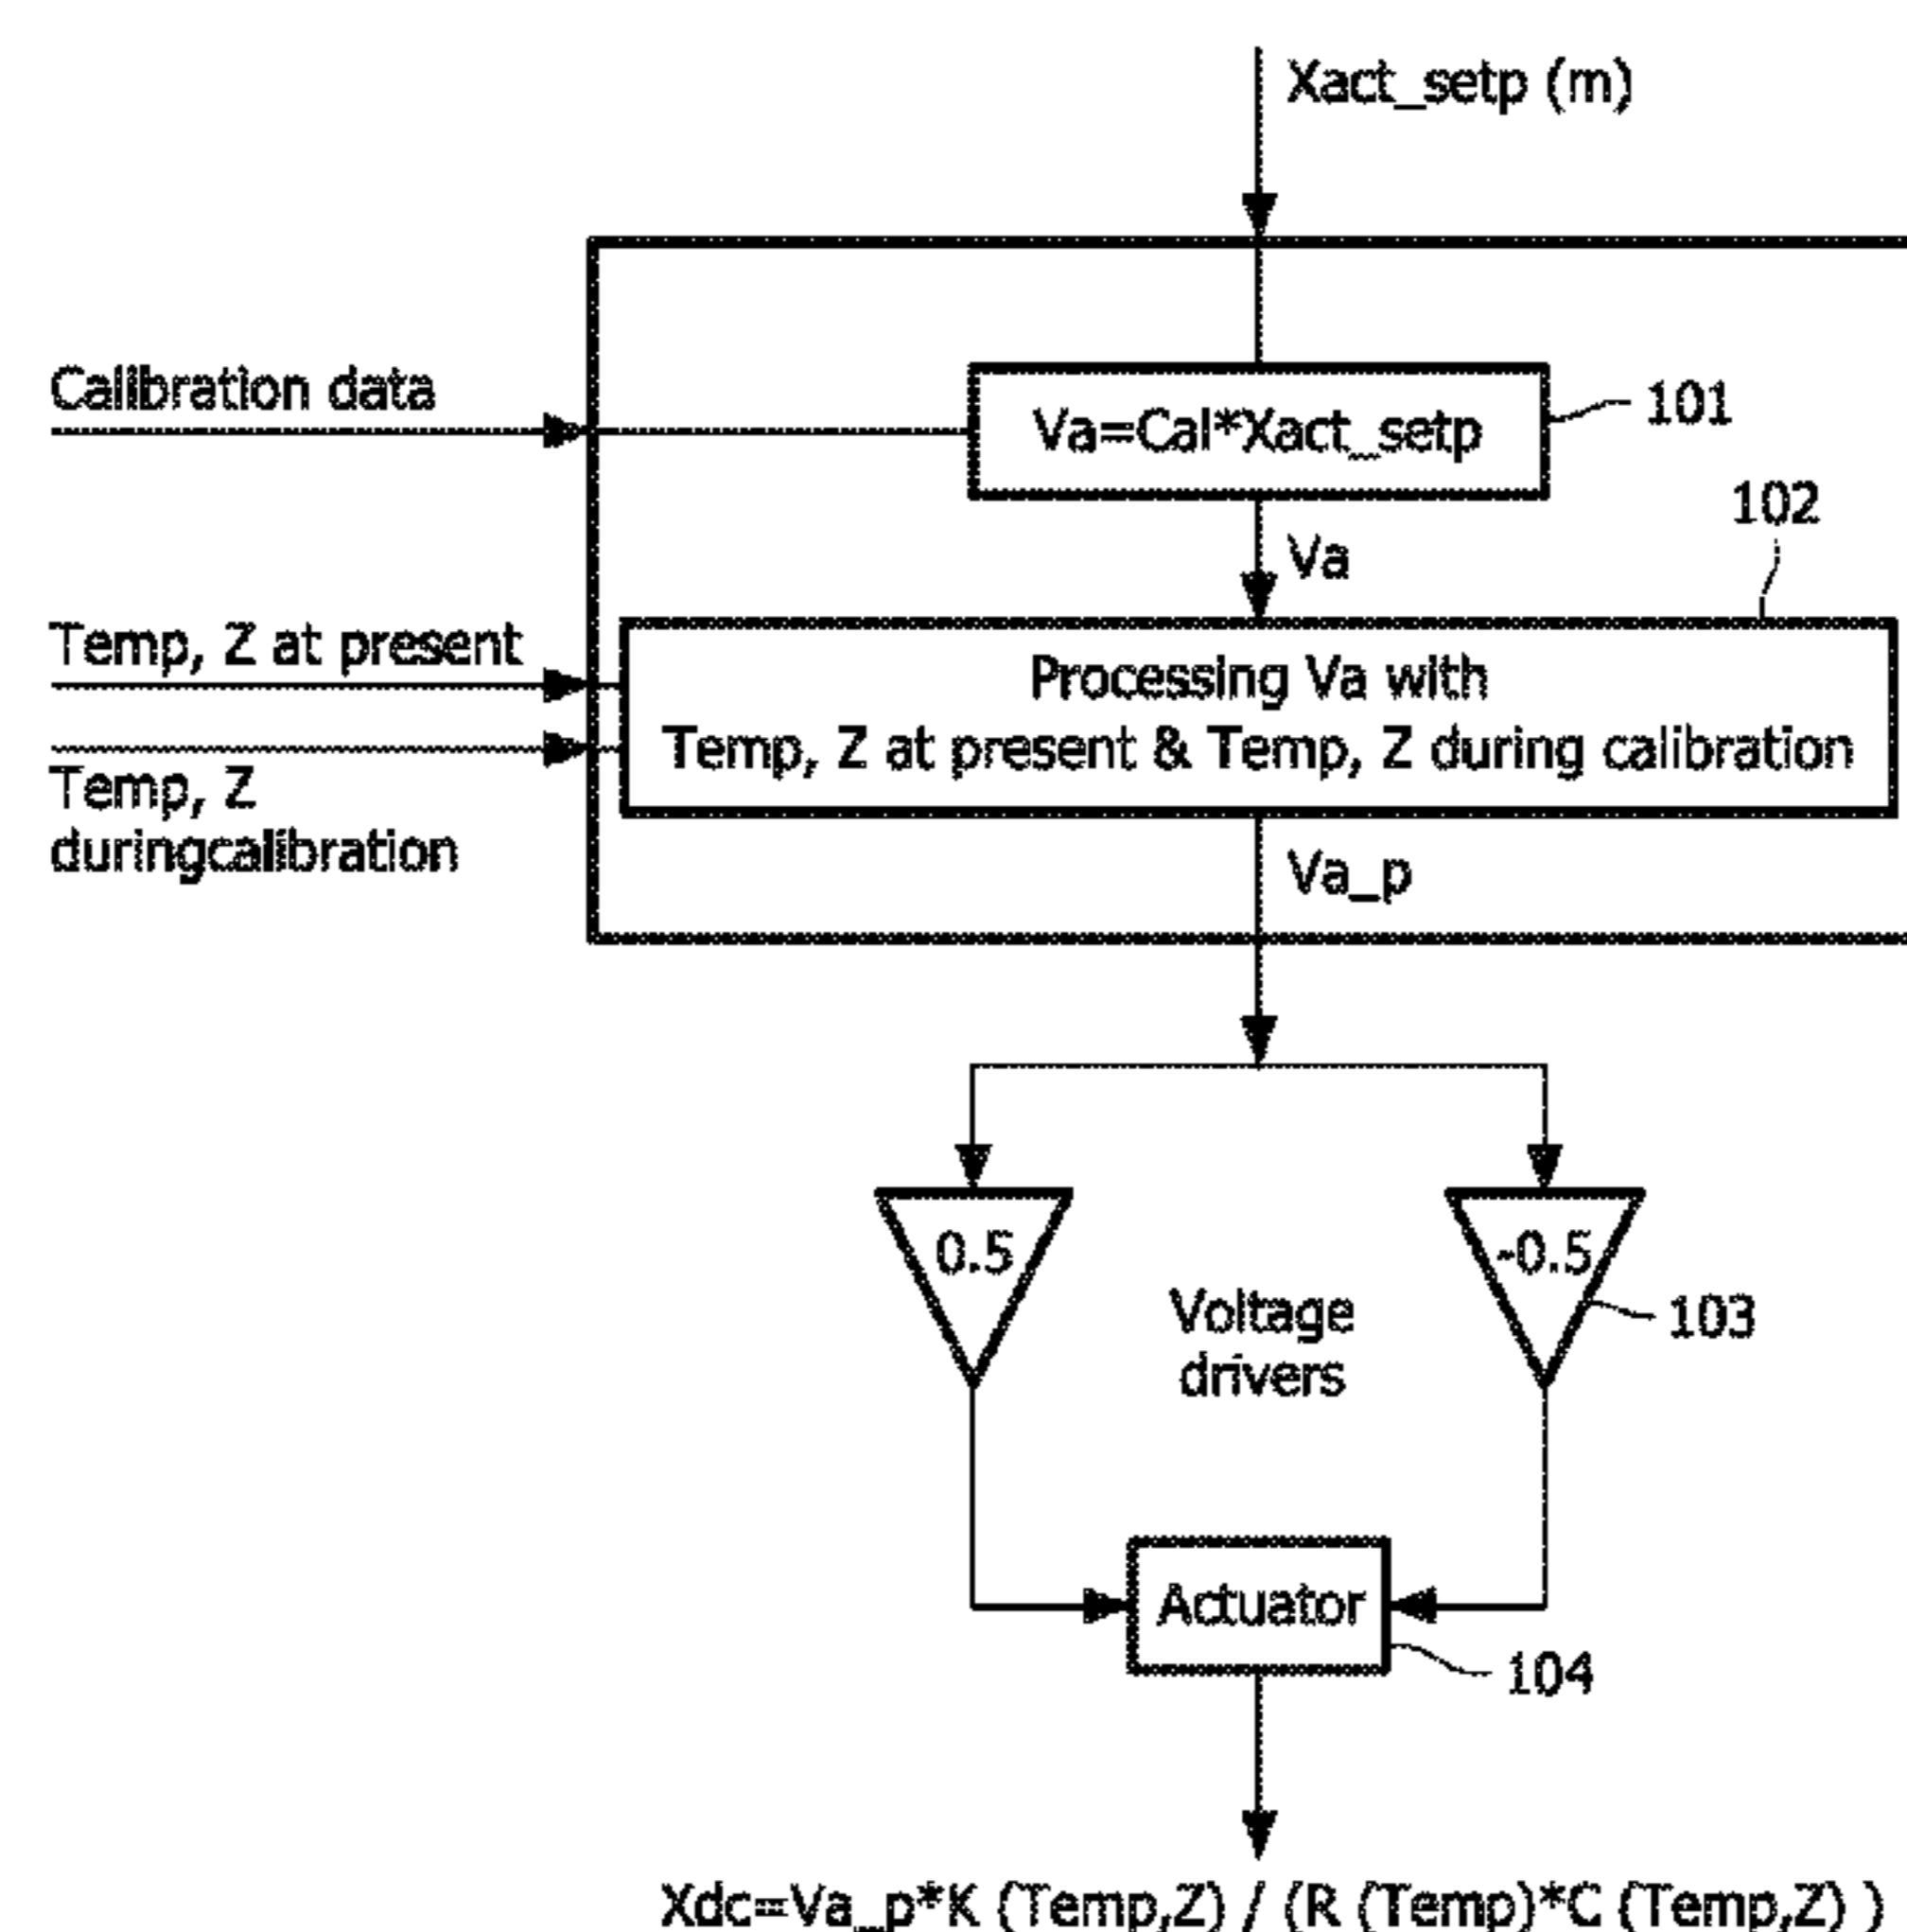 Xact_setp (m)
Calibration data
Va=Cal*Xact_setp
101
102
Va
Temp, Z at present
Processing Va with
Temp, Z at present & Temp, Z during calibration
Temp, Z
duringcalibration
Va_p
0.5
-0.5
Voltage
drivers
103
Actuator
104
Xdc=Va_p*K (Temp,Z) / (R (Temp)*C (Temp,Z) )